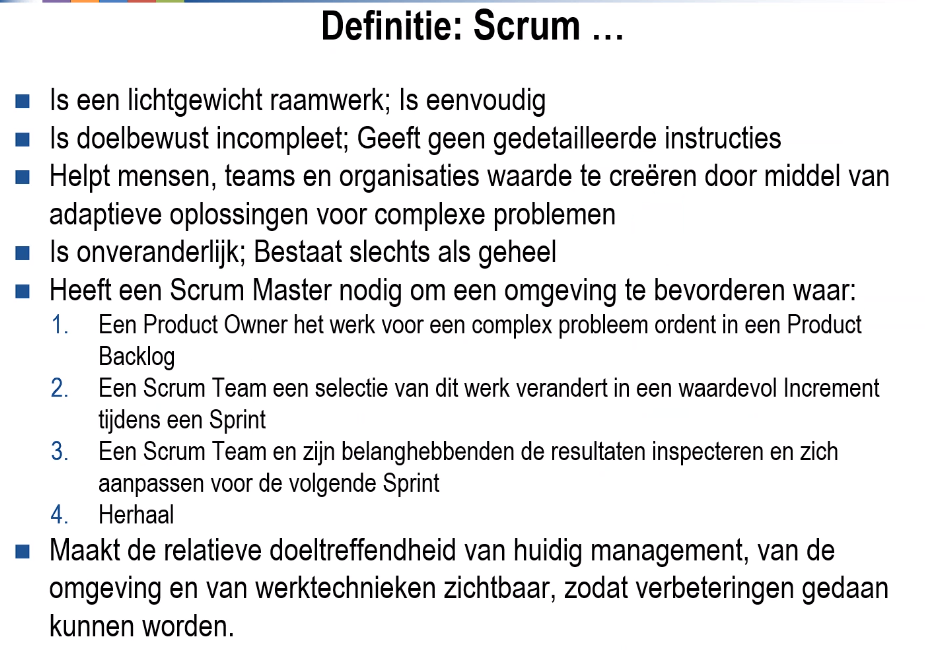 Definitie: Scrum …
Is een lichtgewicht raamwerk; Is eenvoudig
Is doelbewust incompleet; Geeft geen gedetailleerde instructies
Helpt mensen, teams en organisaties waarde te creëren door middel van
adaptieve oplossingen voor complexe problemen
Is onveranderlijk; Bestaat slechts als geheel
Heeft een Scrum Master nodig om een omgeving te bevorderen waar:
1. Een Product Owner het werk voor een complex probleem ordent in een Product
Backlog
2. Een Scrum Team een selectie van dit werk verandert in een waardevol Increment
tijdens een Sprint
3. Een Scrum Team en zijn belanghebbenden de resultaten inspecteren en zich
aanpassen voor de volgende Sprint
4. Herhaal
Maakt de relatieve doeltreffendheid van huidig management, van de
omgeving en van werktechnieken zichtbaar, zodat verbeteringen gedaan
kunnen worden.